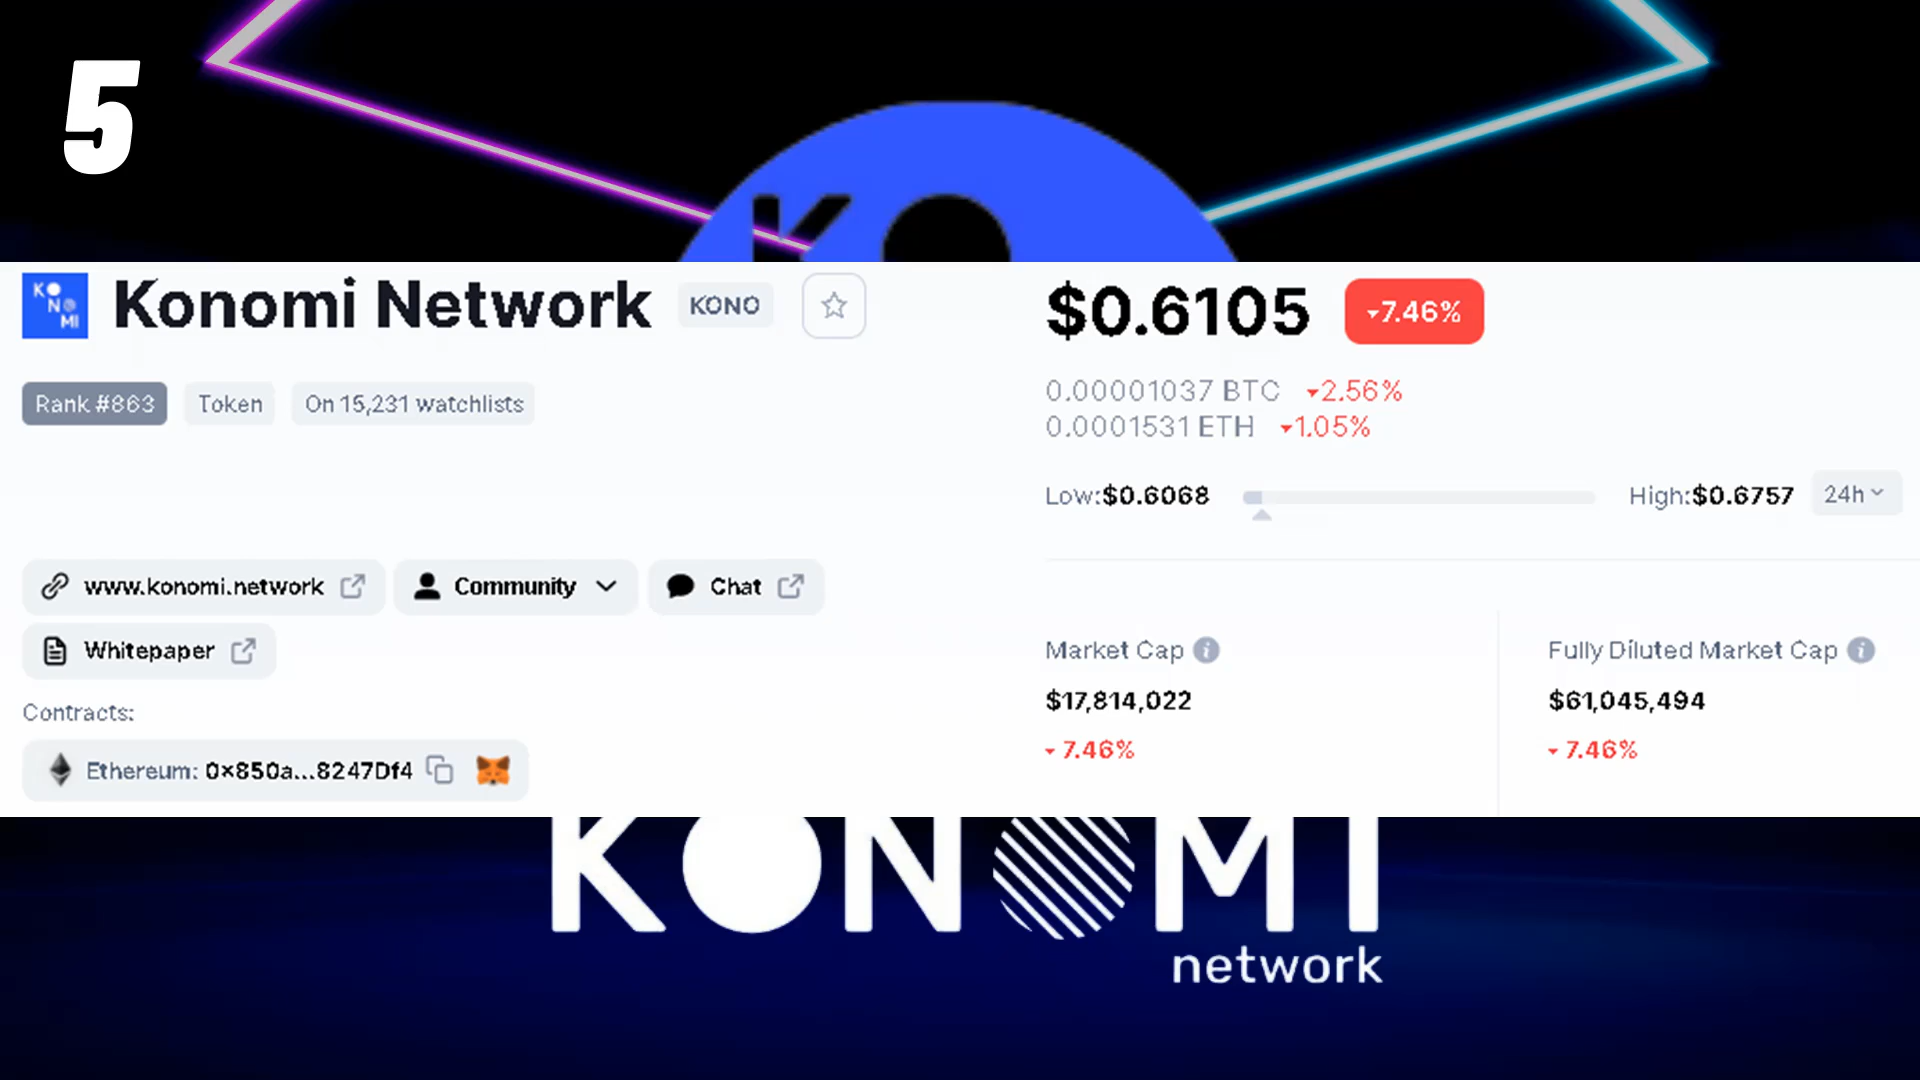 5
KO
KONOMI
Konomi Network KONO
Rank #863 Token On 15,231 watchlists
www.konomi.network Community Chat
Whitepaper
Contracts:
Ethereum: 0x850a...8247Df4
$0.6105 7.46%
0.00001037 BTC 2.56%
0.0001531 ETH 1.05%
Low:$0.6068 High:$0.6757 24h
Market Cap
$17,814,022
7.46%
Fully Diluted Market Cap
$61,045,494
7.46%
KONOMI
network